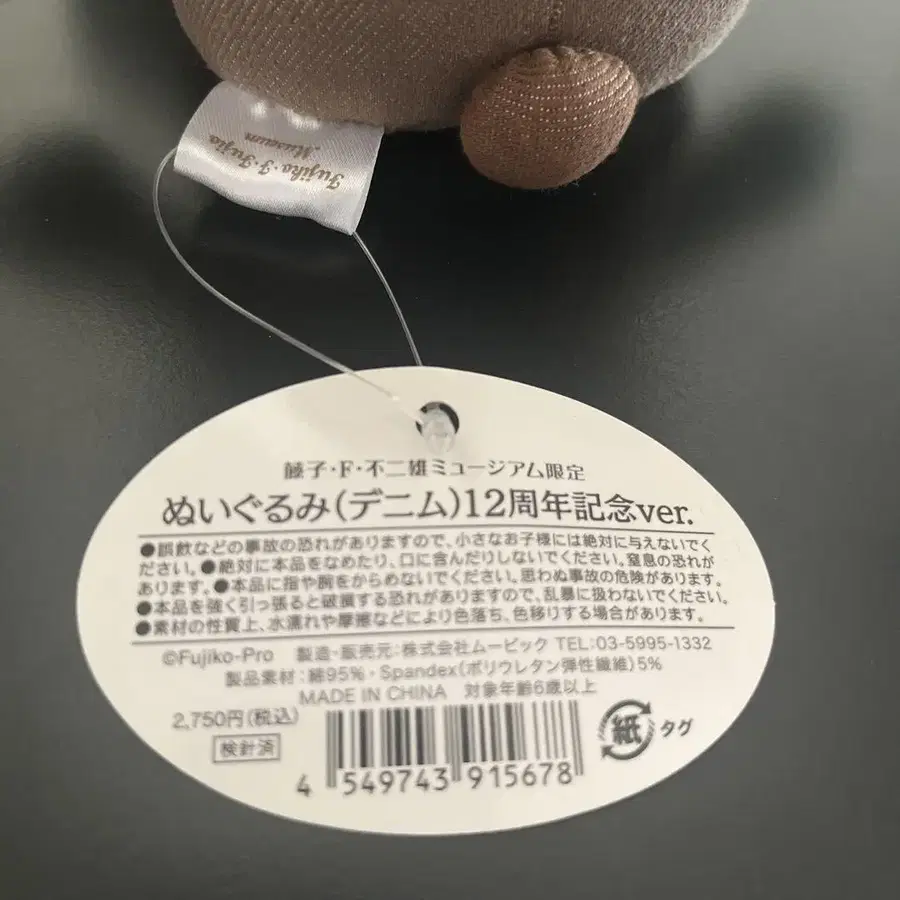 Fujiko・F・Fujio
Museum
藤子・F・不二雄ミュージアム限定
ぬいぐるみ(デニム)12周年記念ver.
●誤飲などの事故の恐れがありますので、小さなお子様には絶対に与えないでく
ださい。●絶対に本品をなめたり、口に含んだりしないでください。窒息の恐れが
あります。●本品に指や腕をからめないでください。思わぬ事故の危険があります。
●本品を強く引っ張ると破損する恐れがありますので、乱暴に扱わないでください。
●素材の性質上、水濡れや摩擦などにより色落ち、色移りする場合があります。
©Fujiko-Pro 製造・販売元:株式会社ムービック TEL:03-5995-1332
製品素材:綿95%・Spandex(ポリウレタン弾性繊維)5%
MADE IN CHINA 対象年齢6歳以上
2,750円(税込)
検針済
紙 タグ
4 549743 915678